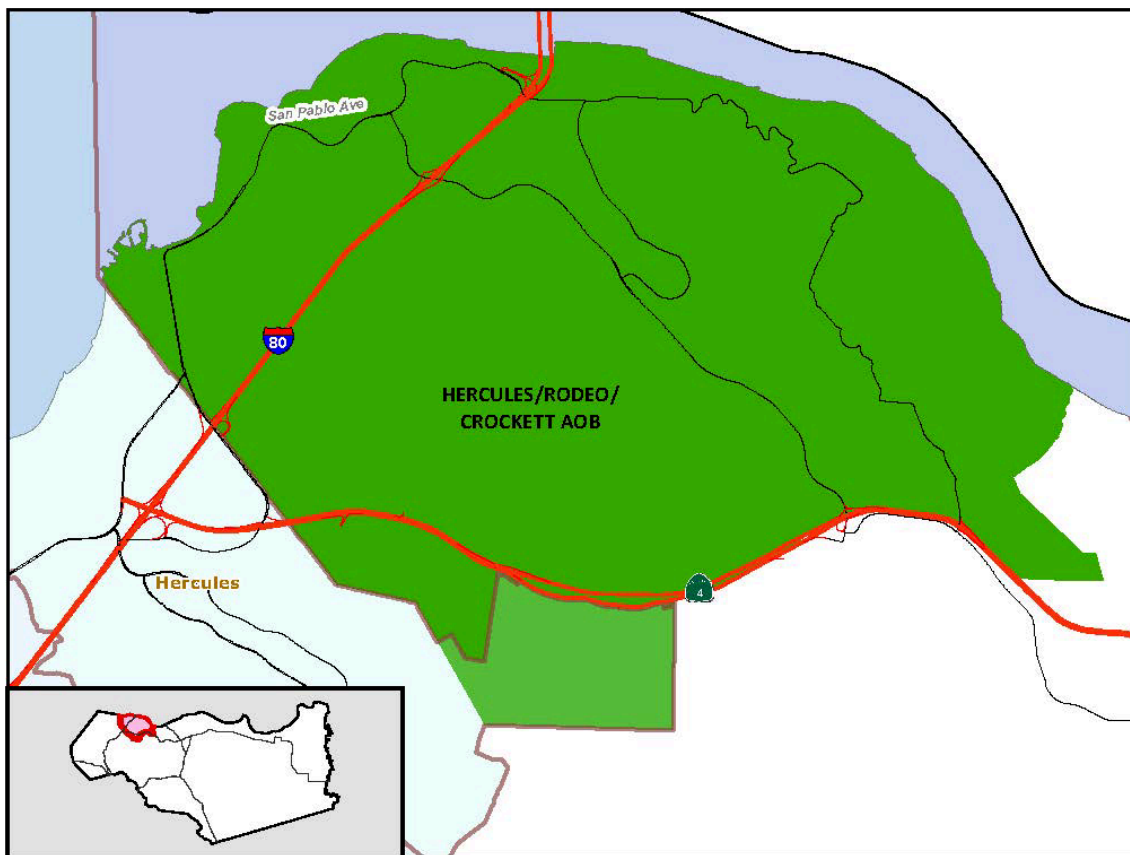 San Pablo Ave
80
HERCULES/RODEO/
CROCKETT AOB
4
Hercules